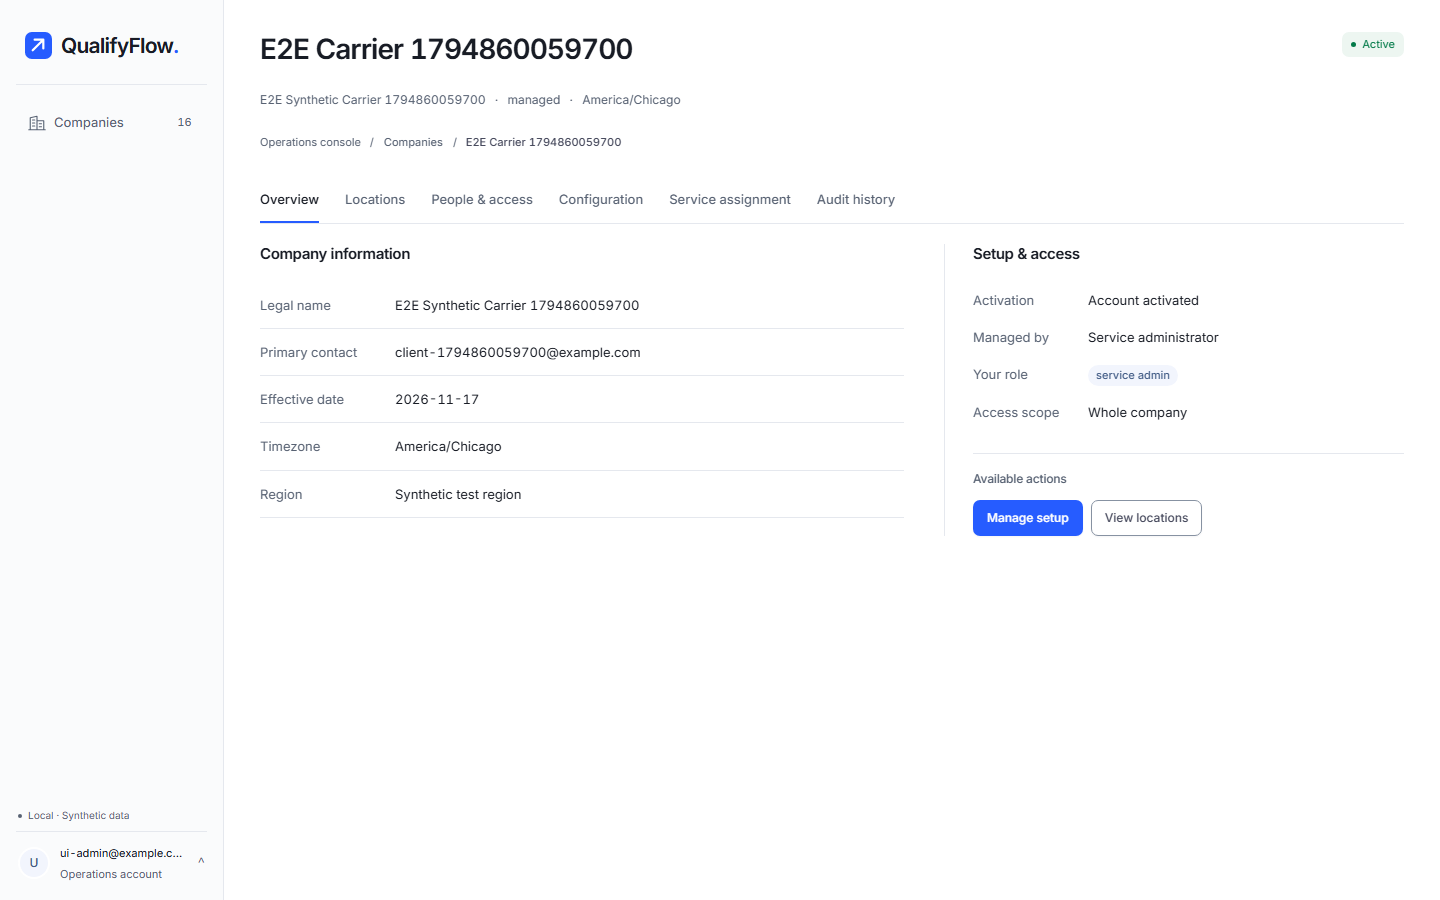 QualifyFlow.
Companies 16
Local · Synthetic data
U
ui-admin@example.c...
Operations account
^
E2E Carrier 1794860059700
Active
E2E Synthetic Carrier 1794860059700 · managed · America/Chicago
Operations console / Companies / E2E Carrier 1794860059700
Overview Locations People & access Configuration Service assignment Audit history
Company information
Legal name E2E Synthetic Carrier 1794860059700
Primary contact client-1794860059700@example.com
Effective date 2026-11-17
Timezone America/Chicago
Region Synthetic test region
Setup & access
Activation Account activated
Managed by Service administrator
Your role service admin
Access scope Whole company
Available actions
Manage setup View locations